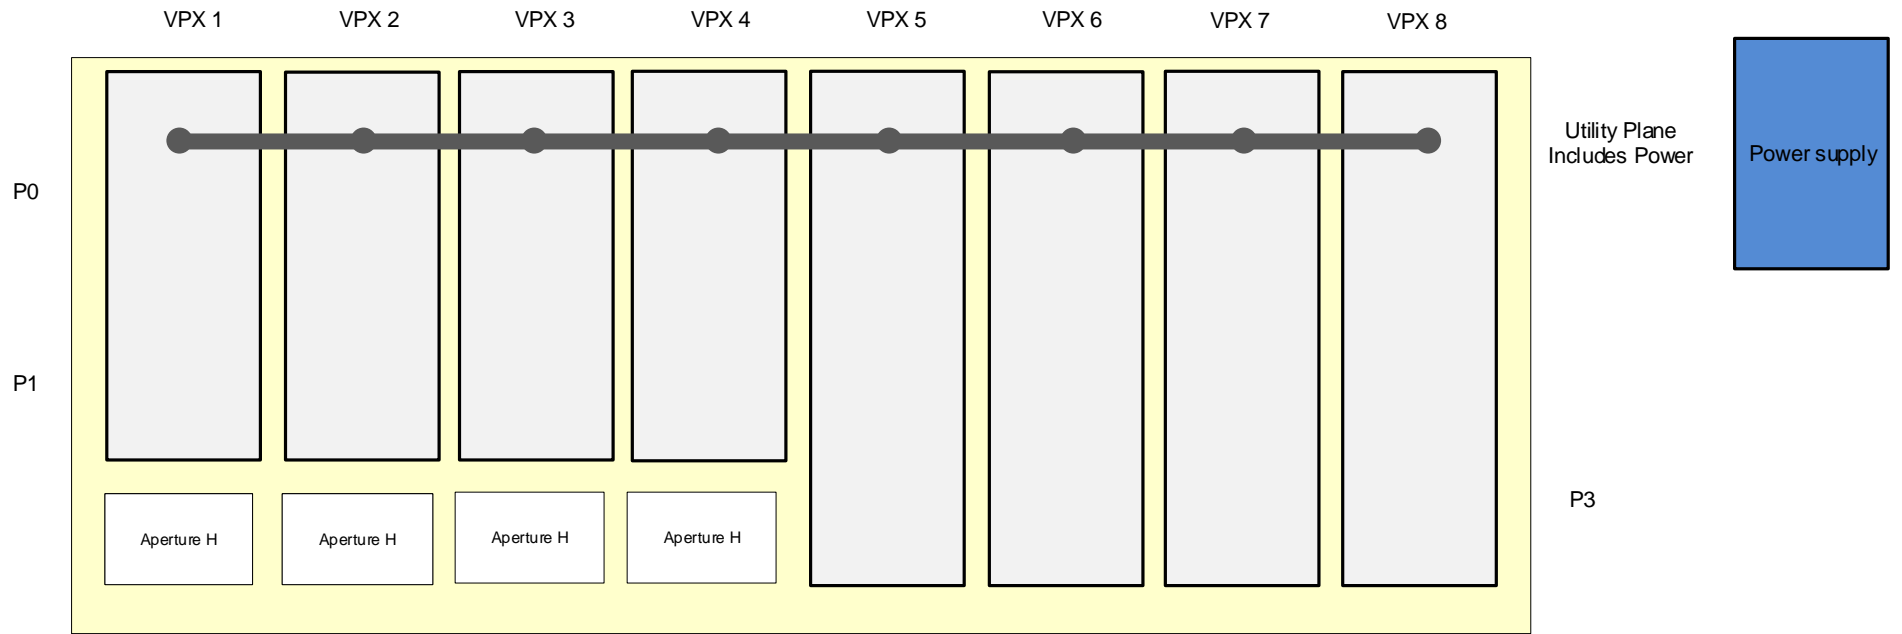 VPX 1
VPX 2
VPX 3
VPX 4
VPX 5
VPX 6
VPX 7
VPX 8
Utility Plane
Includes Power
Power supply
P0
P1
P3
Aperture H
Aperture H
Aperture H
Aperture H